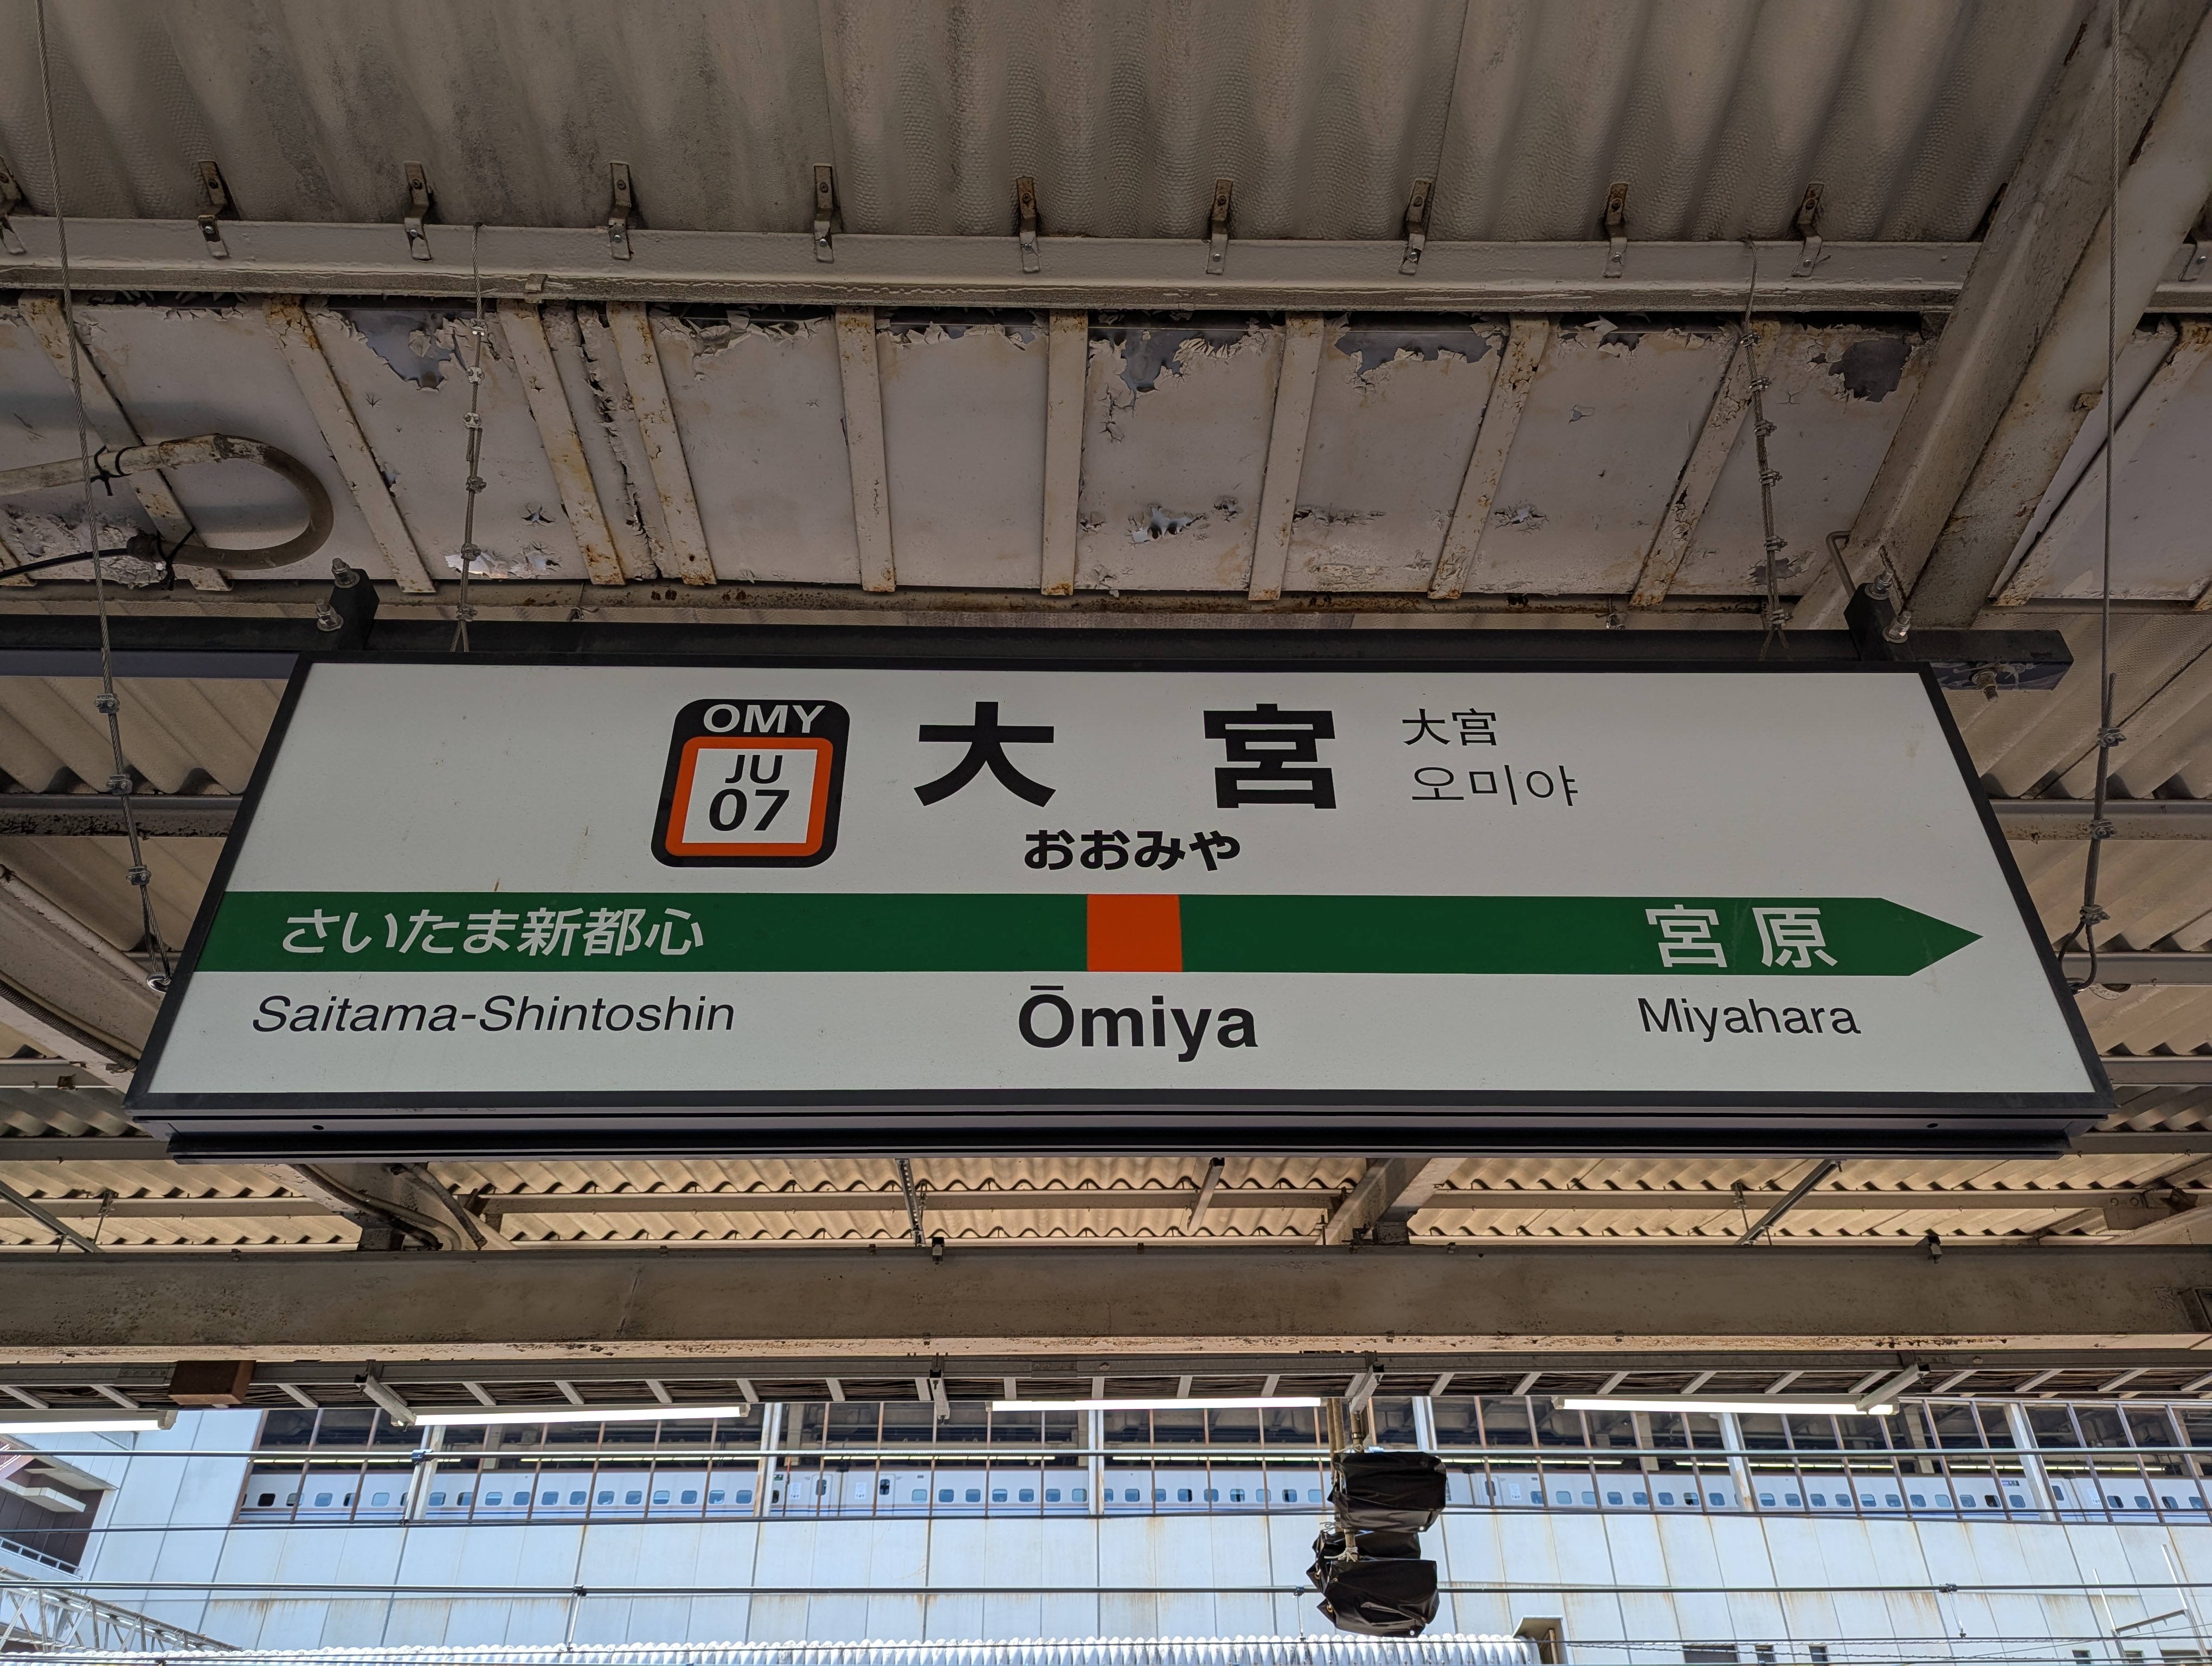 OMY
JU
07
大宮
おおみや
大宫
오미야
さいたま新都心
宮原
Saitama-Shintoshin
Ōmiya
Miyahara